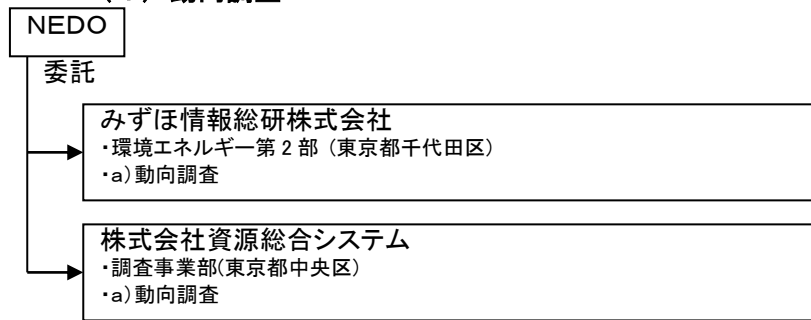 NEDO
委託
みずほ情報総研株式会社
・環境エネルギー第2部 (東京都千代田区)
・a)動向調査
株式会社資源総合システム
・調査事業部(東京都中央区)
・a)動向調査